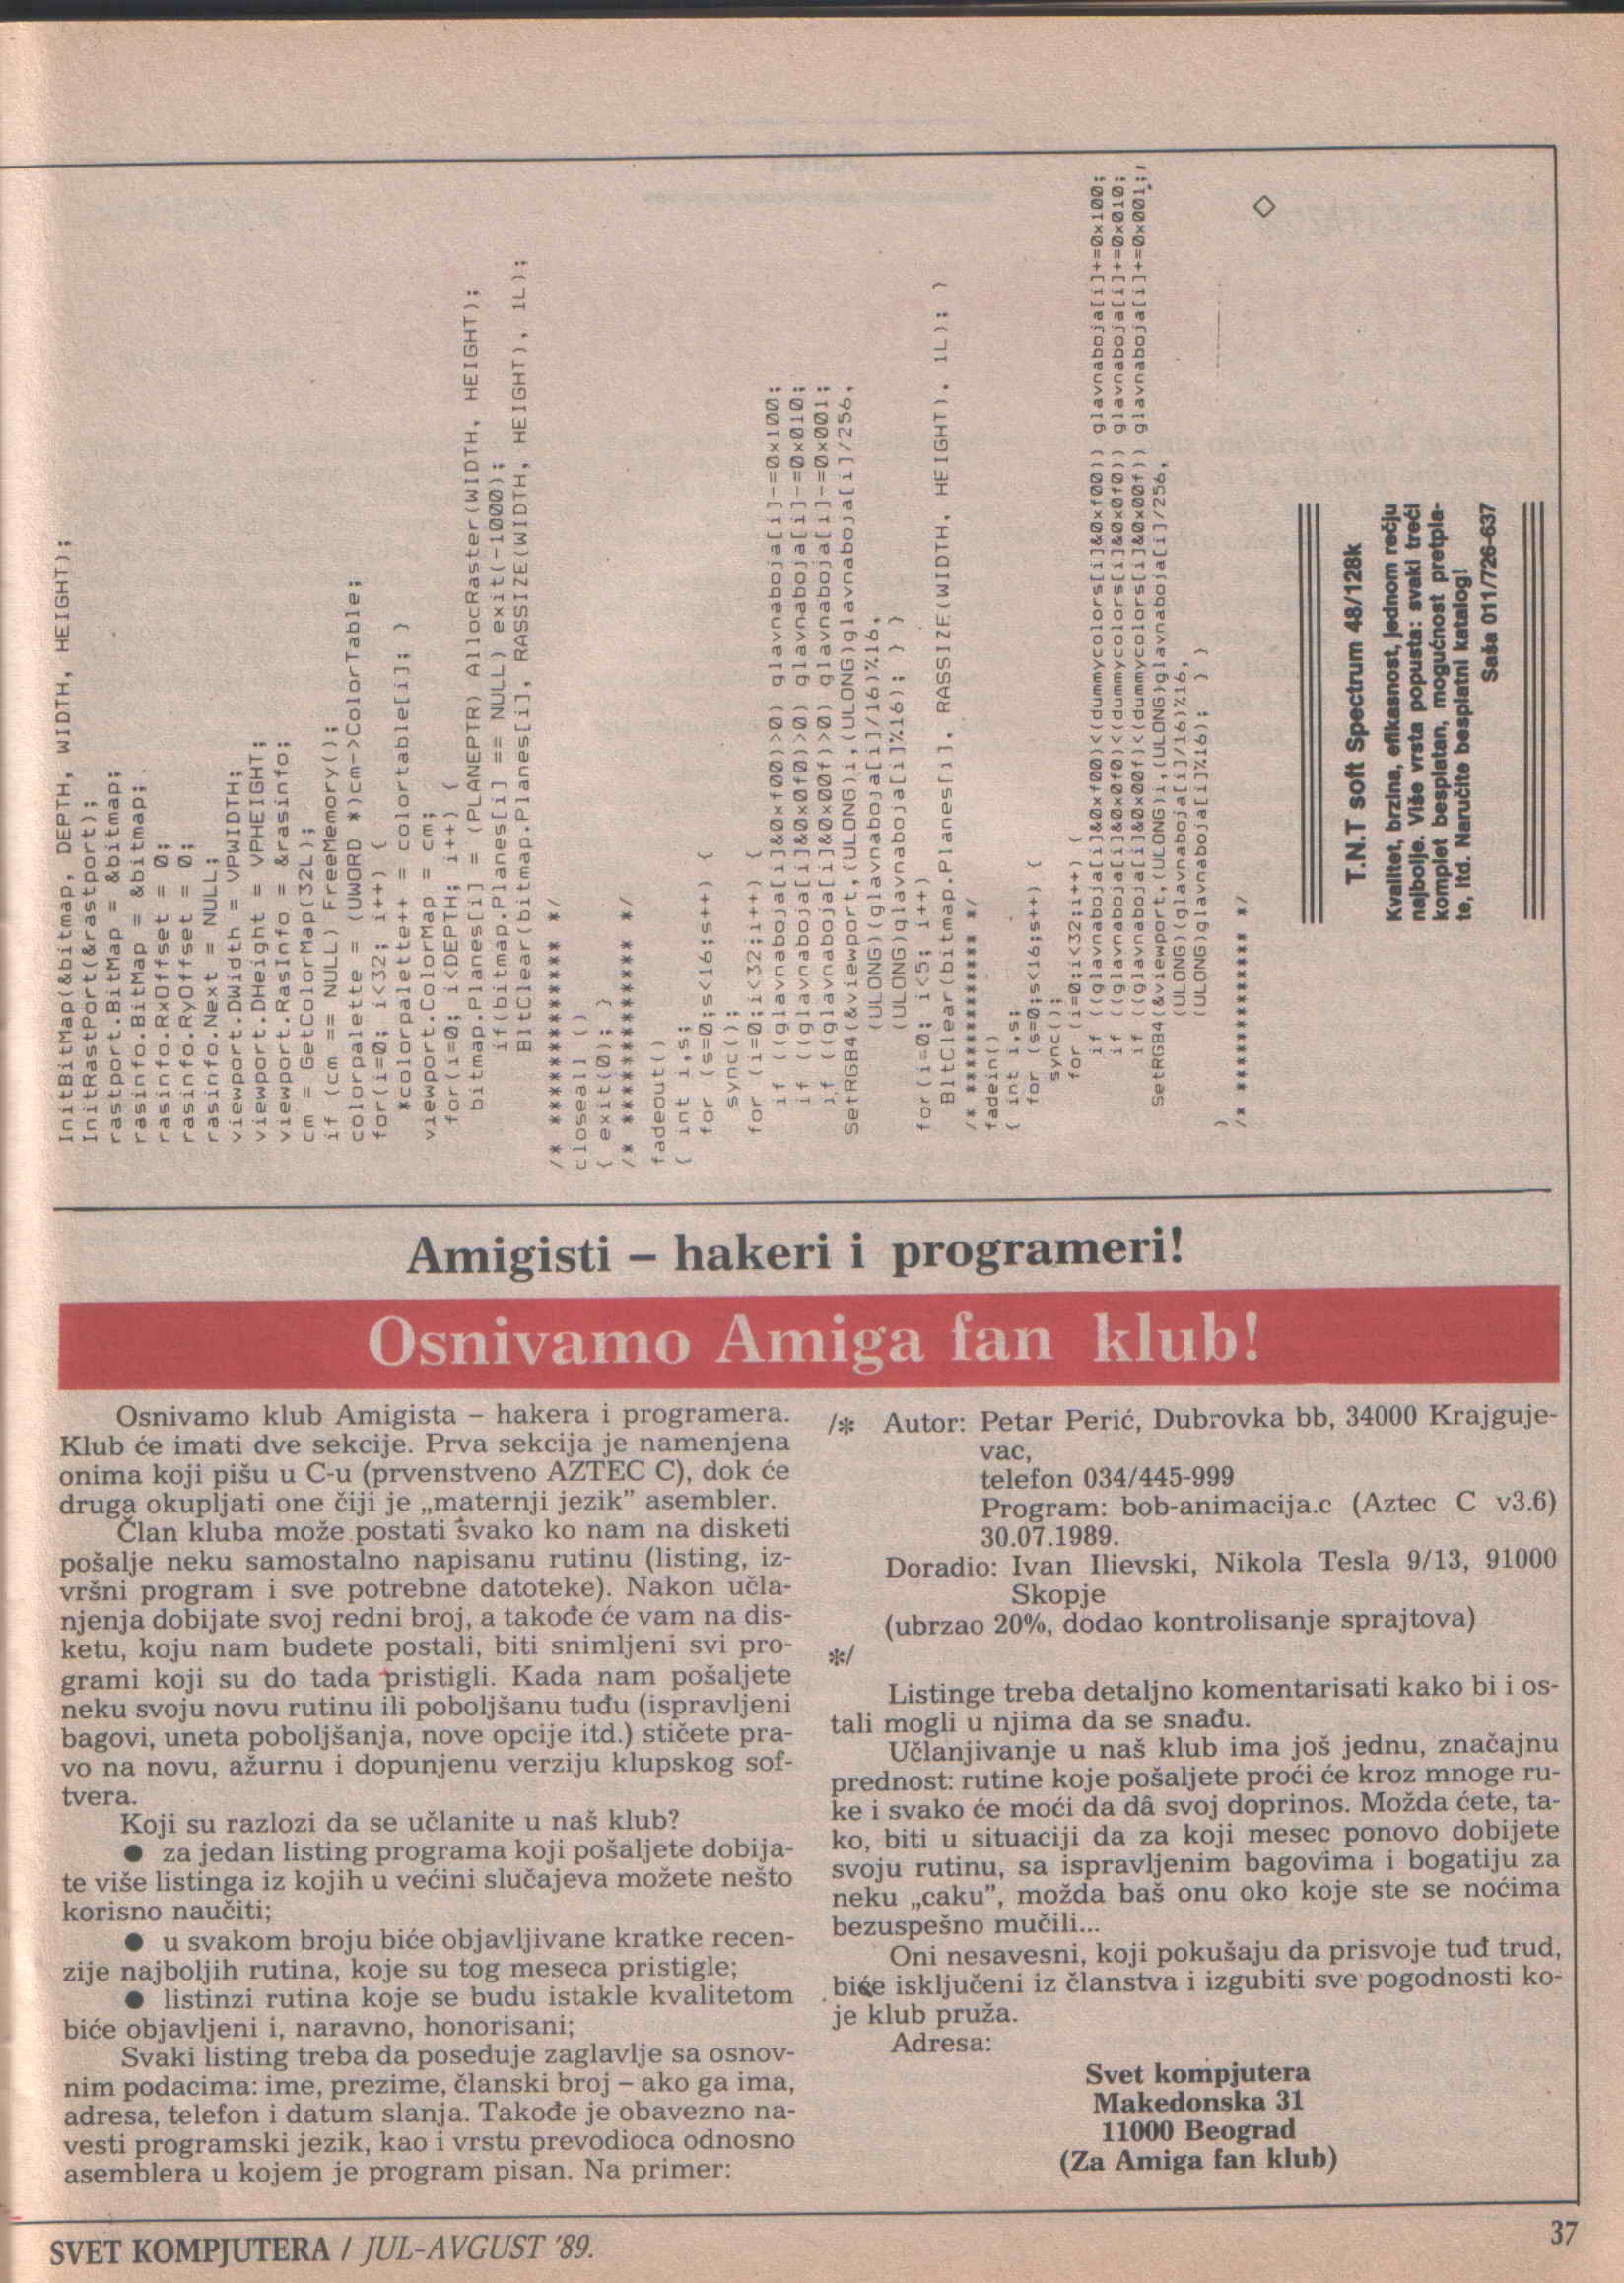 InitBitMap(&bitmap, DEPTH, WIDTH, HEIGHT);
InitRastPort(&rastport);
rastport.BitMap = &bitmap;
rasinfo.BitMap = &bitmap;
rasinfo.RxOffset = 0;
rasinfo.RyOffset = 0;
rasinfo.Next = NULL;
viewport.DWidth = VPWIDTH;
viewport.DHeight = VPHEIGHT;
viewport.RasInfo = &rasinfo;
cm = GetColorMap(32L);
if (cm == NULL) FreeMemory();
colorpalette = (UWORD *)cm->ColorTable;
for(i=0; i<32; i++) {
*colorpalette++ = colortable[i]; }
viewport.ColorMap = cm;
for(i=0; i<DEPTH; i++) {
bitmap.Planes[i] = (PLANEPTR) AllocRaster(WIDTH, HEIGHT);
if(bitmap.Planes[i] == NULL) exit(-1000);
BltClear(bitmap.Planes[i], RASSIZE(WIDTH, HEIGHT), 1L);
}
/* **************** */
closeall ()
{ exit(0); }
/* **************** */
fadeout()
{ int i,s;
for (s=0;s<16;s++) {
sync();
for (i=0;i<32;i++) {
if ((glavnaboja[i]&0xf00)>0) glavnaboja[i]-=0x100;
if ((glavnaboja[i]&0x0f0)>0) glavnaboja[i]-=0x010;
if ((glavnaboja[i]&0x00f)>0) glavnaboja[i]-=0x001;
SetRGB4(&viewport,(ULONG)i,(ULONG)glavnaboja[i]/256,
(ULONG)(glavnaboja[i]/16)%16,
(ULONG)glavnaboja[i]%16); } }
for(i=0; i<5; i++)
BltClear(bitmap.Planes[i], RASSIZE(WIDTH, HEIGHT), 1L); }
/* ************* */
fadein()
{ int i,s;
for (s=0;s<16;s++) {
sync();
for (i=0;i<32;i++) {
if ((glavnaboja[i]&0xf00)<(dummycolors[i]&0xf00)) glavnaboja[i]+=0x100;
if ((glavnaboja[i]&0x0f0)<(dummycolors[i]&0x0f0)) glavnaboja[i]+=0x010;
if ((glavnaboja[i]&0x00f)<(dummycolors[i]&0x00f)) glavnaboja[i]+=0x001;
SetRGB4(&viewport,(ULONG)i,(ULONG)glavnaboja[i]/256,
(ULONG)(glavnaboja[i]/16)%16,
(ULONG)glavnaboja[i]%16); } }
}
/* ************* */
T.N.T soft Spectrum 48/128k
Kvalitet, brzina, efikasnost, jednom rečju
najbolje. Više vrsta popusta: svaki treći
komplet besplatan, mogućnost pretpla-
te, itd. Naručite besplatni katalog!
Saša 011/726-637
Amigisti – hakeri i programeri!
Osnivamo Amiga fan klub!
Osnivamo klub Amigista – hakera i programera.
Klub će imati dve sekcije. Prva sekcija je namenjena
onima koji pišu u C-u (prvenstveno AZTEC C), dok će
druga okupljati one čiji je „maternji jezik” asembler.
Član kluba može postati svako ko nam na disketi
pošalje neku samostalno napisanu rutinu (listing, iz-
vršni program i sve potrebne datoteke). Nakon učla-
njenja dobijate svoj redni broj, a takođe će vam na dis-
ketu, koju nam budete postali, biti snimljeni svi pro-
grami koji su do tada pristigli. Kada nam pošaljete
neku svoju novu rutinu ili poboljšanu tuđu (ispravljeni
bagovi, uneta poboljšanja, nove opcije itd.) stičete pra-
vo na novu, ažurnu i dopunjenu verziju klupskog sof-
tvera.
Koji su razlozi da se učlanite u naš klub?
● za jedan listing programa koji pošaljete dobija-
te više listinga iz kojih u većini slučajeva možete nešto
korisno naučiti;
● u svakom broju biće objavljivane kratke recen-
zije najboljih rutina, koje su tog meseca pristigle;
● listinzi rutina koje se budu istakle kvalitetom
biće objavljeni i, naravno, honorisani;
Svaki listing treba da poseduje zaglavlje sa osnov-
nim podacima: ime, prezime, članski broj – ako ga ima,
adresa, telefon i datum slanja. Takođe je obavezno na-
vesti programski jezik, kao i vrstu prevodioca odnosno
asemblera u kojem je program pisan. Na primer:
/* Autor: Petar Perić, Dubrovka bb, 34000 Krajguje-
vac,
telefon 034/445-999
Program: bob-animacija.c (Aztec C v3.6)
30.07.1989.
Doradio: Ivan Ilievski, Nikola Tesla 9/13, 91000
Skopje
(ubrzao 20%, dodao kontrolisanje sprajtova)
*/
Listinge treba detaljno komentarisati kako bi i os-
tali mogli u njima da se snađu.
Učlanjivanje u naš klub ima još jednu, značajnu
prednost: rutine koje pošaljete proći će kroz mnoge ru-
ke i svako će moći da dâ svoj doprinos. Možda ćete, ta-
ko, biti u situaciji da za koji mesec ponovo dobijete
svoju rutinu, sa ispravljenim bagovima i bogatiju za
neku „caku”, možda baš onu oko koje ste se noćima
bezuspešno mučili...
Oni nesavesni, koji pokušaju da prisvoje tuđ trud,
biće isključeni iz članstva i izgubiti sve pogodnosti ko-
je klub pruža.
Adresa:
Svet kompjutera
Makedonska 31
11000 Beograd
(Za Amiga fan klub)
SVET KOMPJUTERA / JUL-AVGUST '89.
37